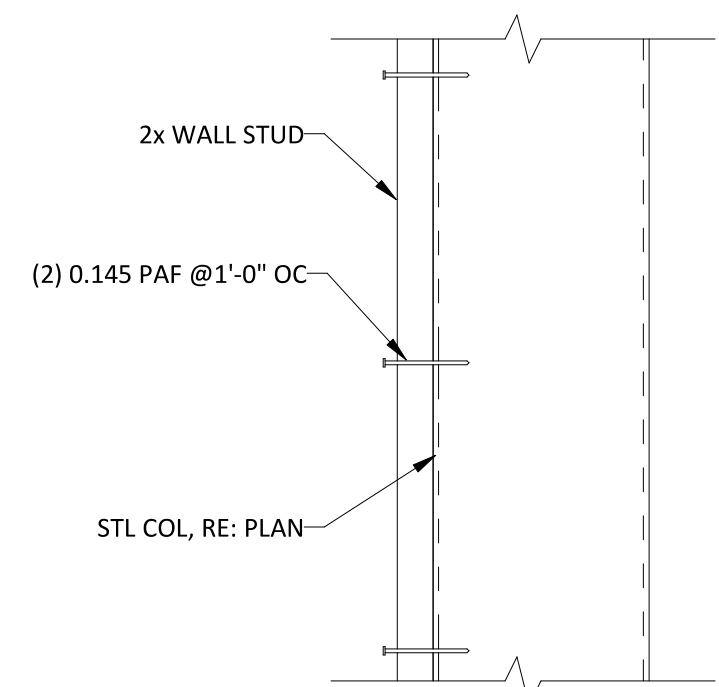 2x WALL STUD
(2) 0.145 PAF @1'-0" OC
STL COL, RE: PLAN